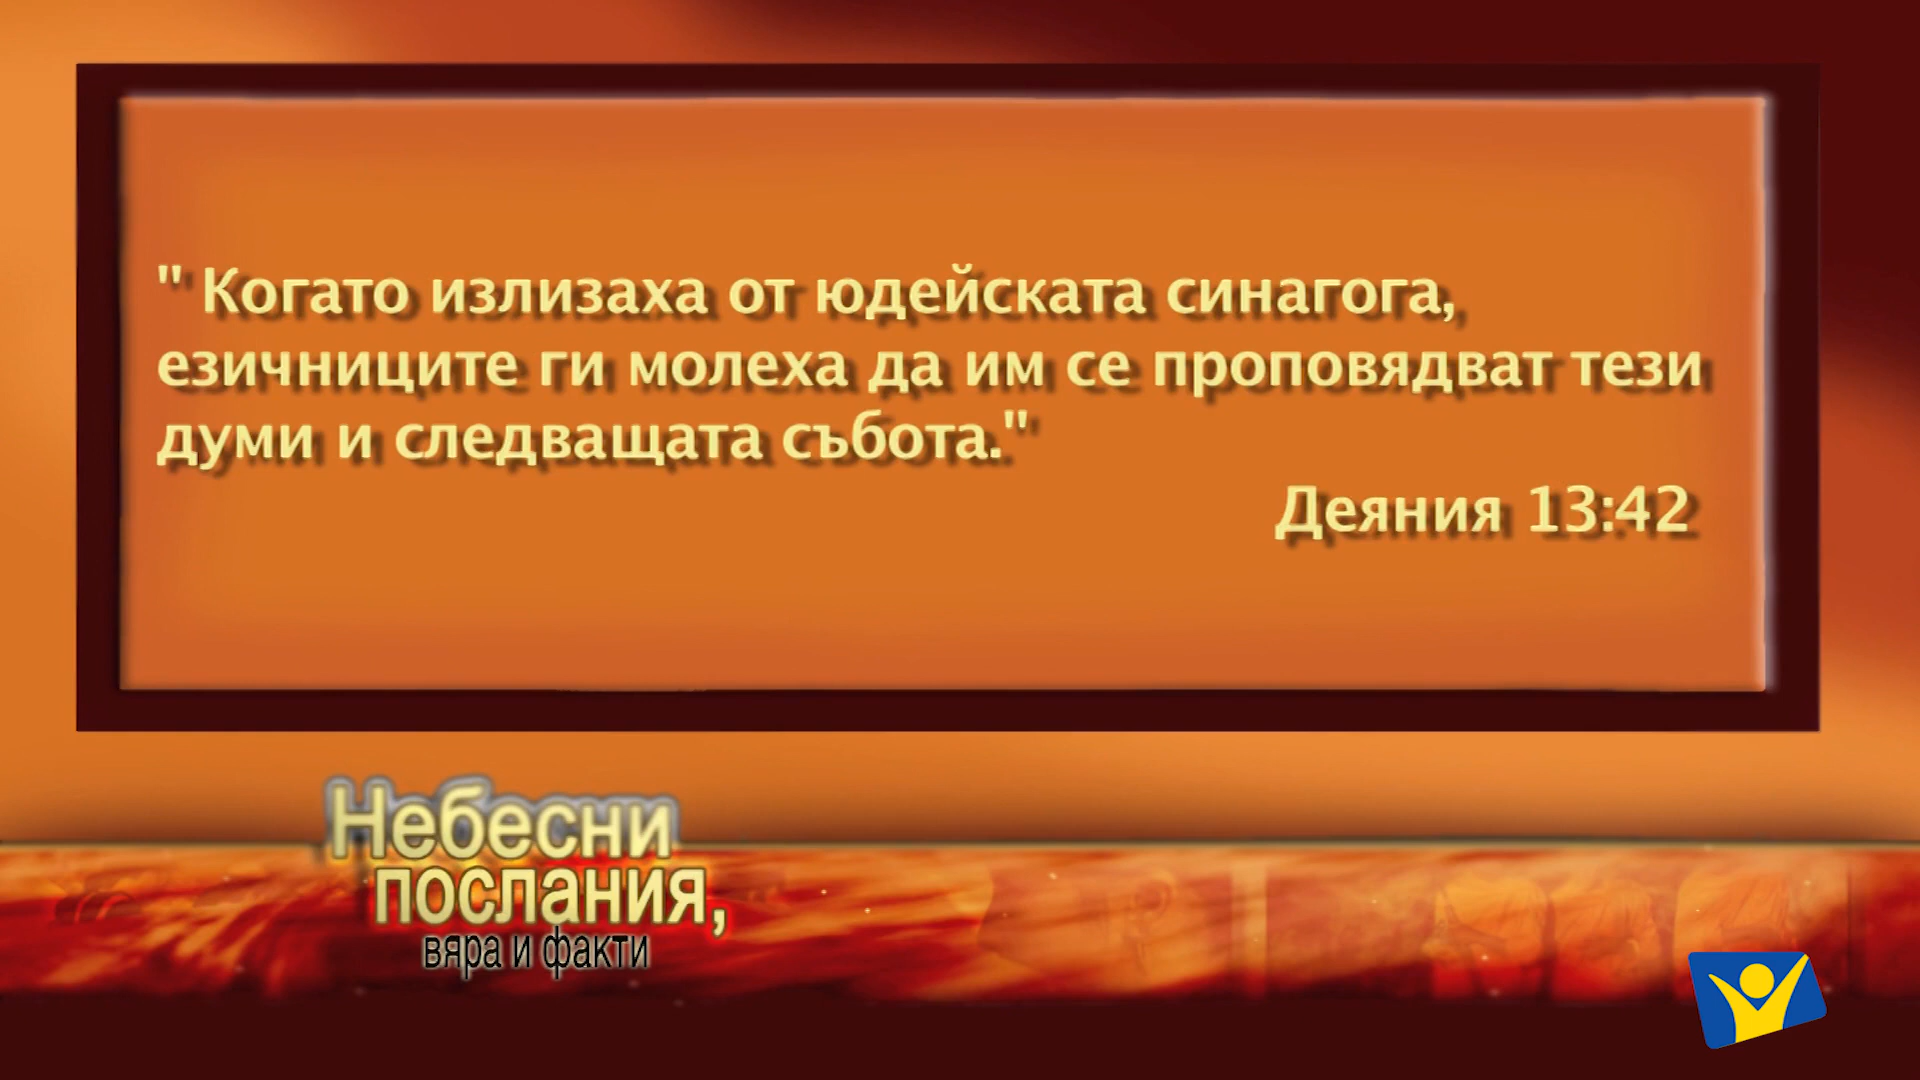 " Когато излизаха от юдейската синагога,
езичниците ги молеха да им се проповядват тези
думи и следващата събота."
Деяния 13:42
Небесни
послания,
вяра и факти